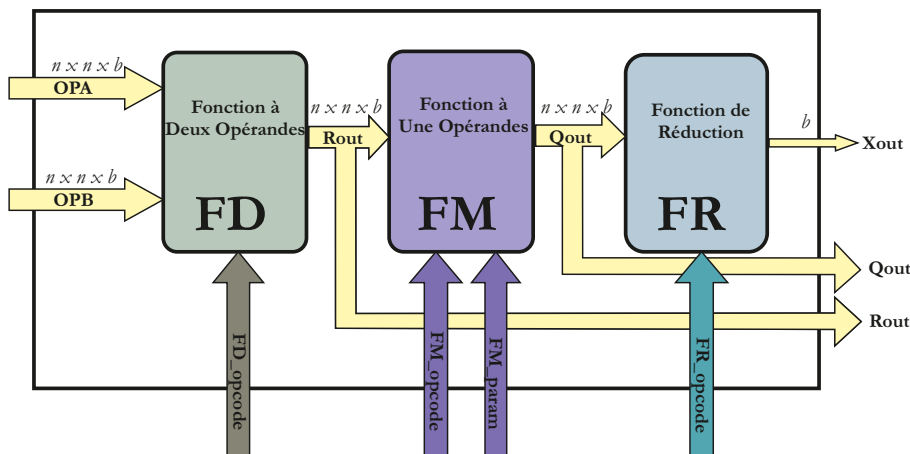 n x n x b
OPA
n x n x b
OPB
Fonction à
Deux Opérandes
FD
FD_opcode
n x n x b
Rout
Fonction à
Une Opérandes
FM
FM_opcode
FM_param
n x n x b
Qout
Fonction de
Réduction
FR
FR_opcode
b
Xout
Qout
Rout